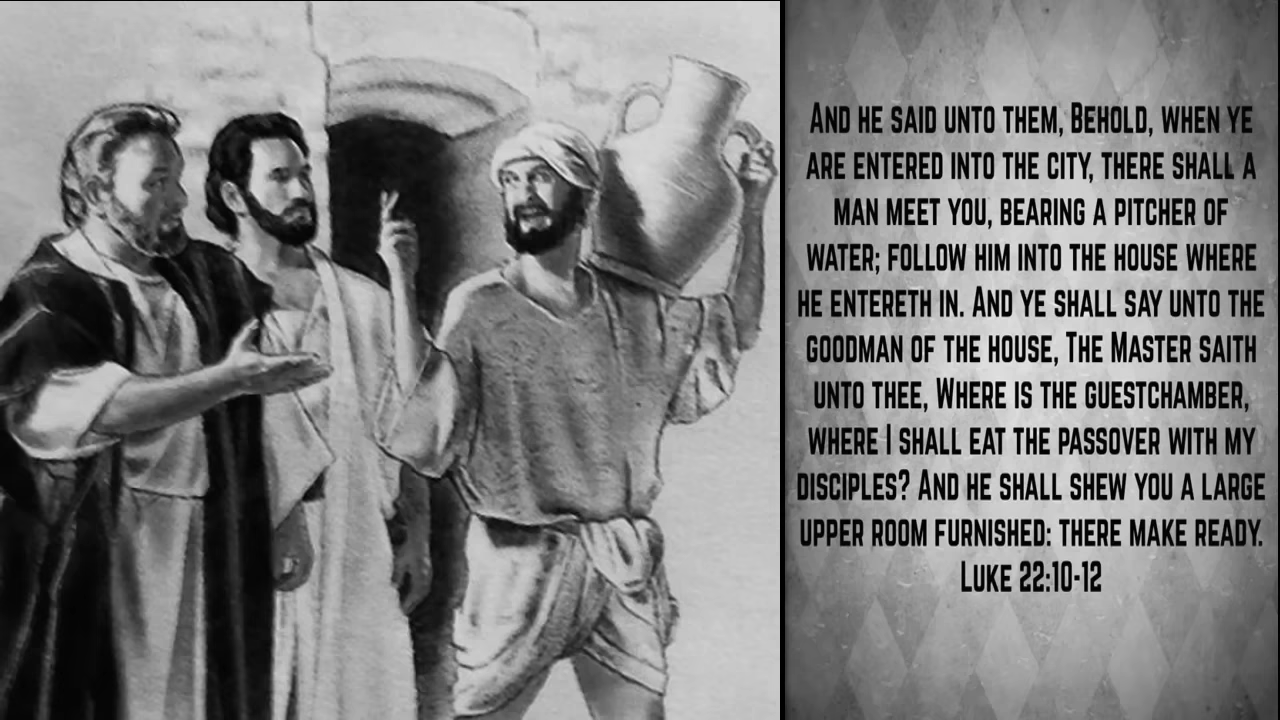 And he said unto them, Behold, when ye
are entered into the city, there shall a
man meet you, bearing a pitcher of
water; follow him into the house where
he entereth in. And ye shall say unto the
goodman of the house, The Master saith
unto thee, Where is the guestchamber,
where I shall eat the passover with my
disciples? And he shall shew you a large
upper room furnished: there make ready.
Luke 22:10-12